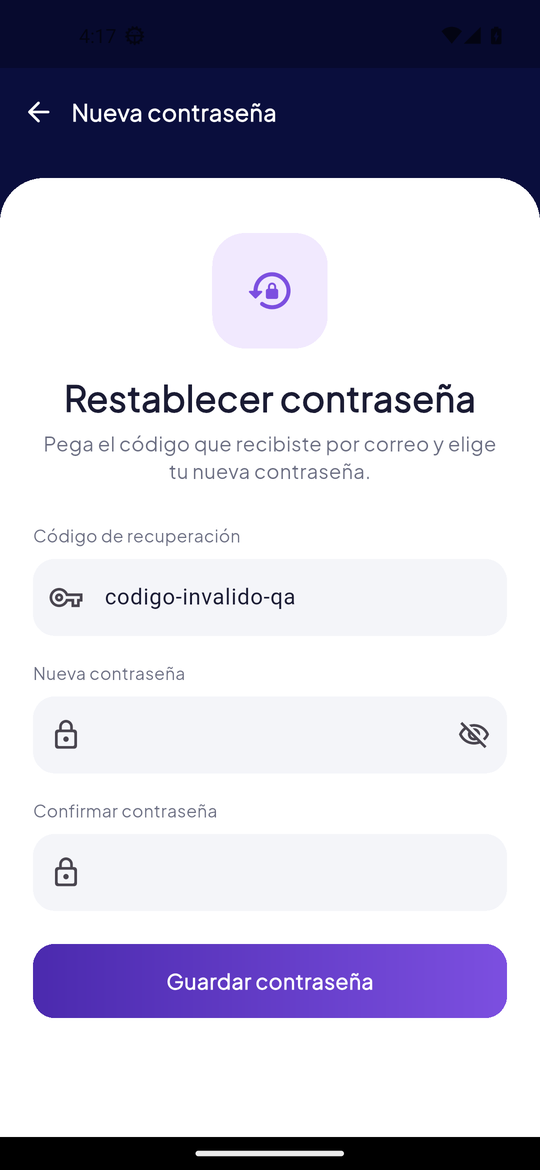 4:17
Nueva contraseña
Restablecer contraseña
Pega el código que recibiste por correo y elige
tu nueva contraseña.
Código de recuperación
codigo-invalido-qa
Nueva contraseña
Confirmar contraseña
Guardar contraseña